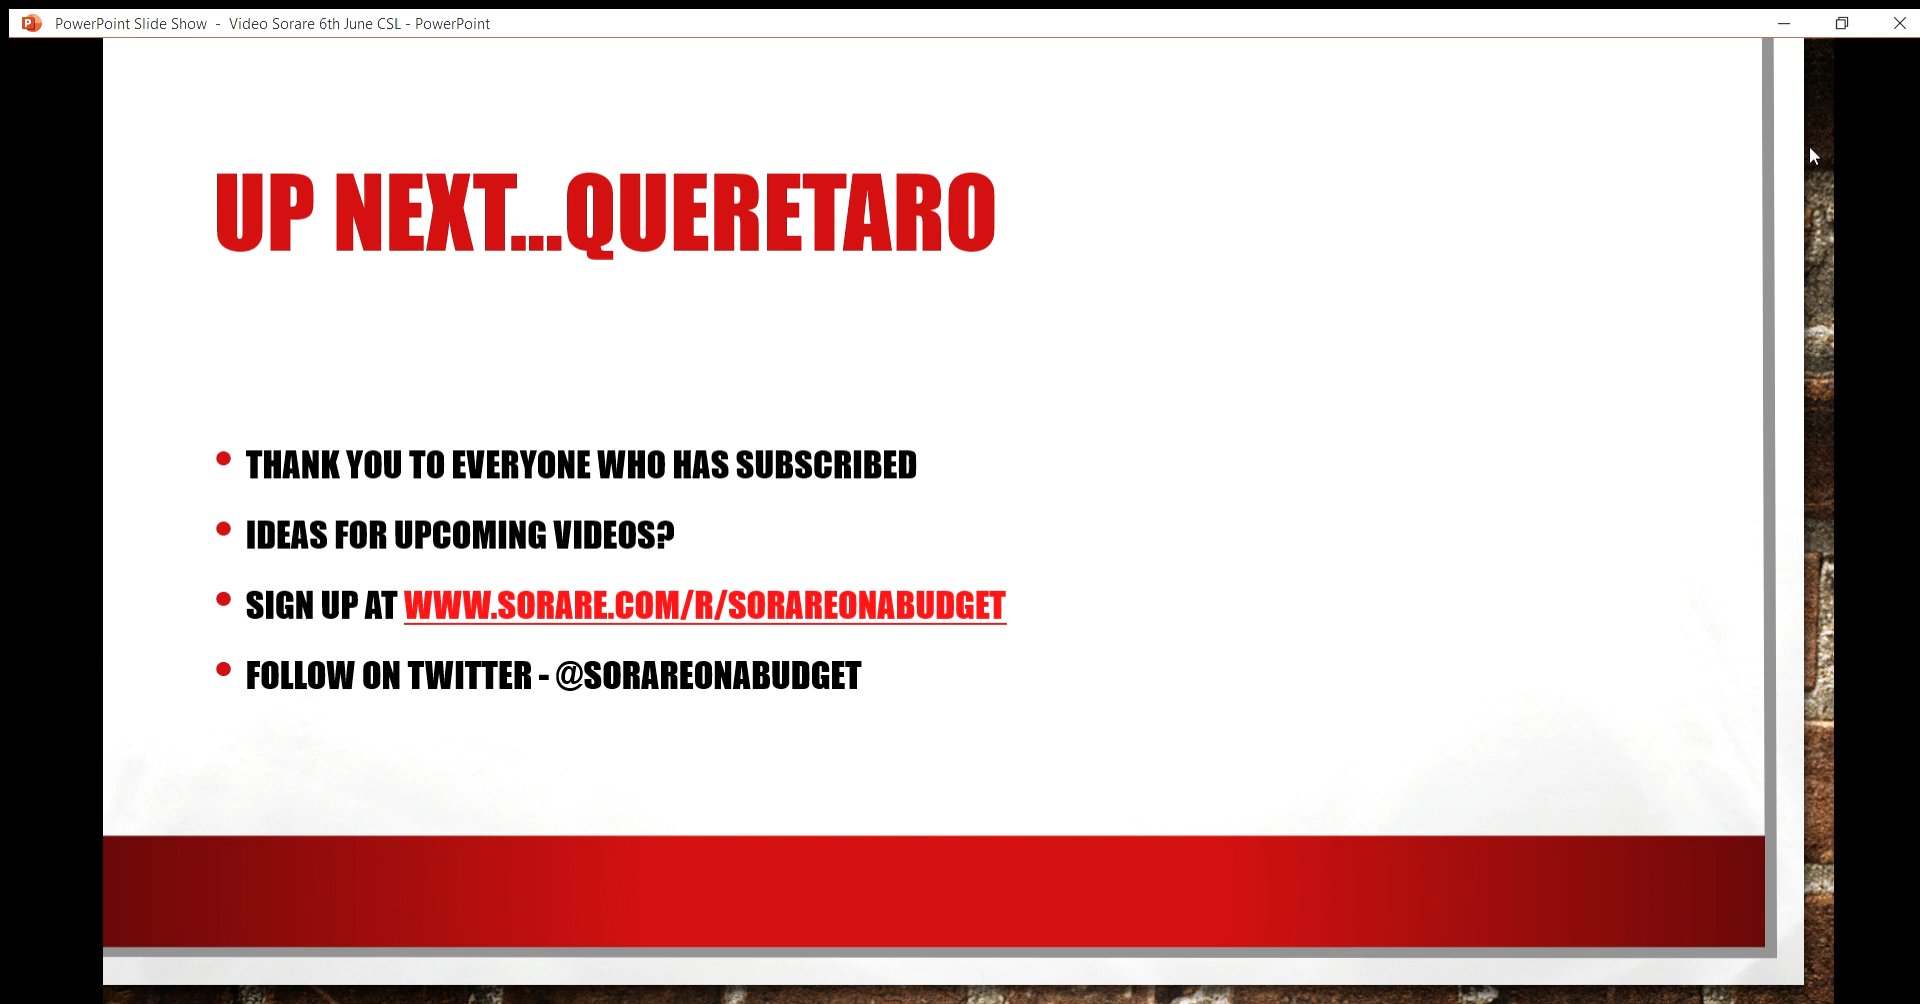 PowerPoint Slide Show - Video Sorare 6th June CSL - PowerPoint
UP NEXT...QUERETARO
• THANK YOU TO EVERYONE WHO HAS SUBSCRIBED
• IDEAS FOR UPCOMING VIDEOS?
• SIGN UP AT WWW.SORARE.COM/R/SORAREONABUDGET
• FOLLOW ON TWITTER - @SORAREONABUDGET